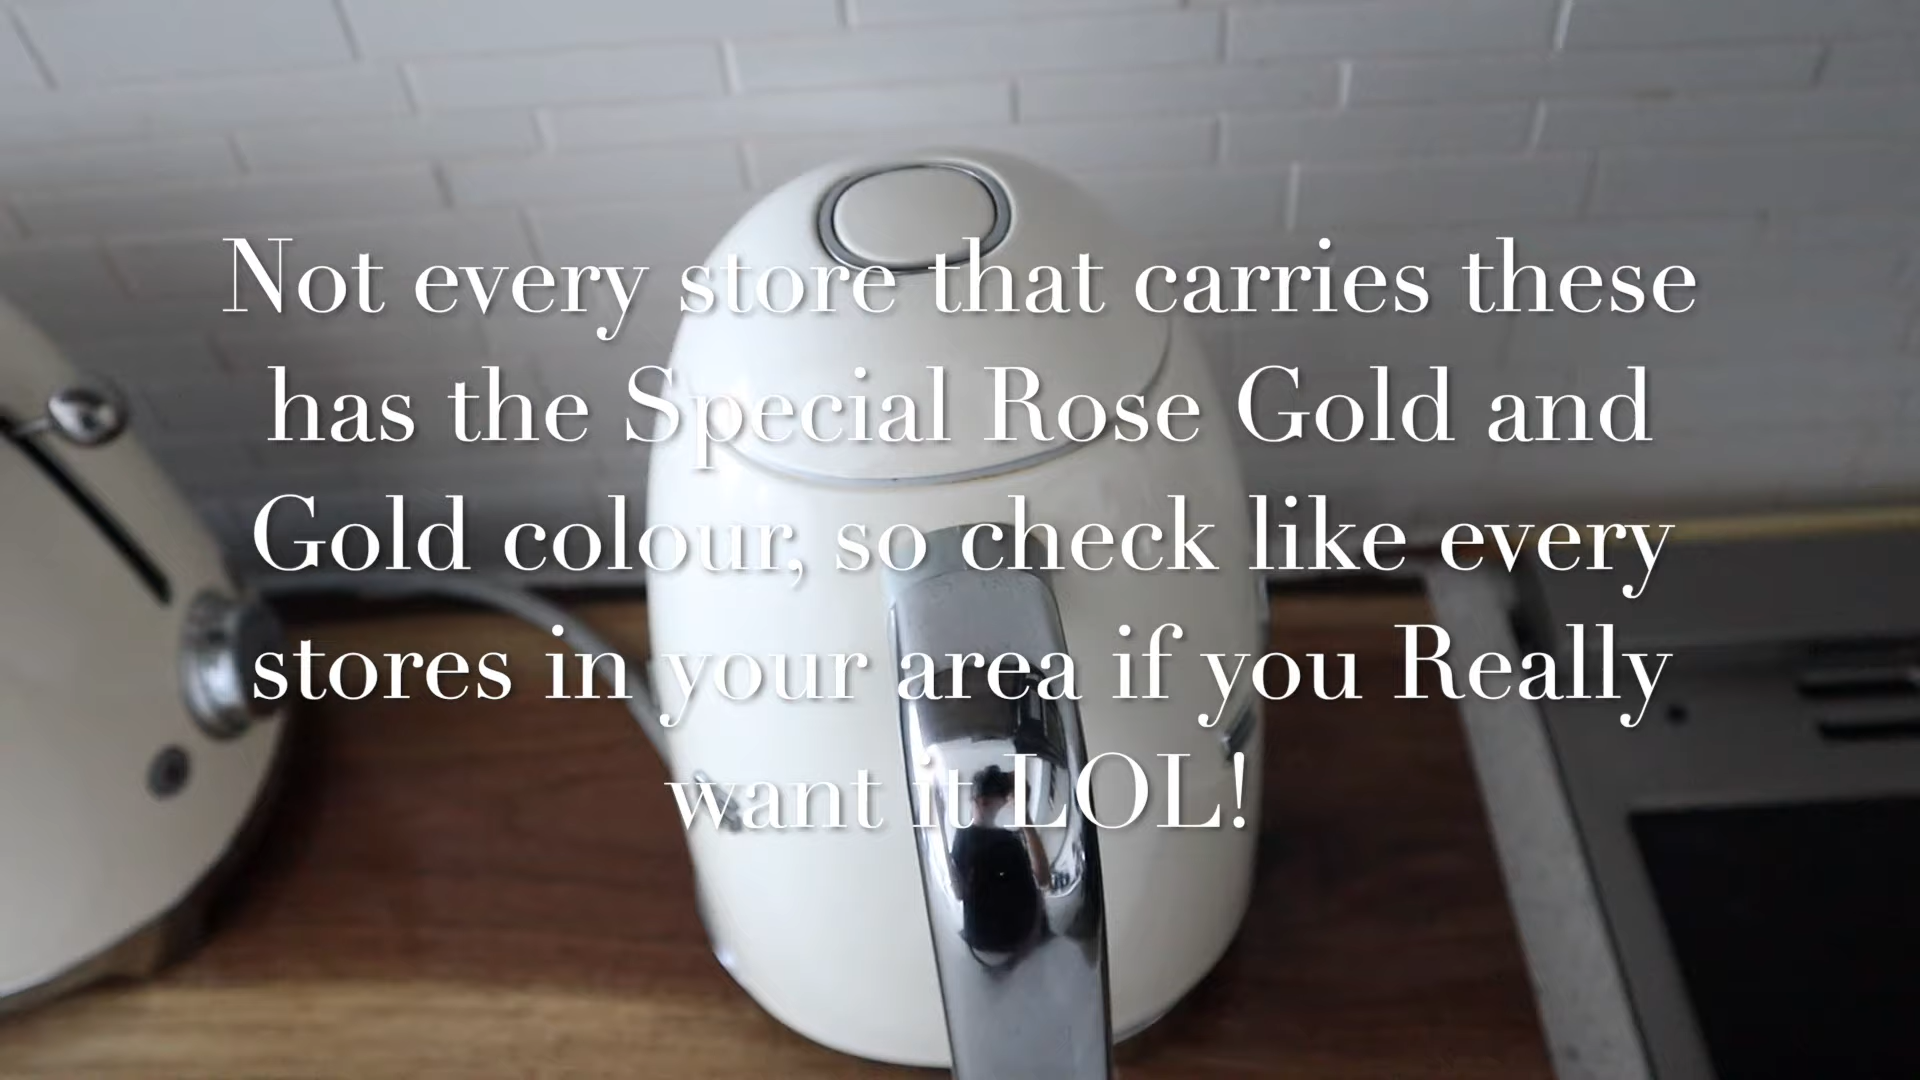 Not every store that carries these
has the Special Rose Gold and
Gold colour, so check like every
stores in your area if you Really
want it LOL!